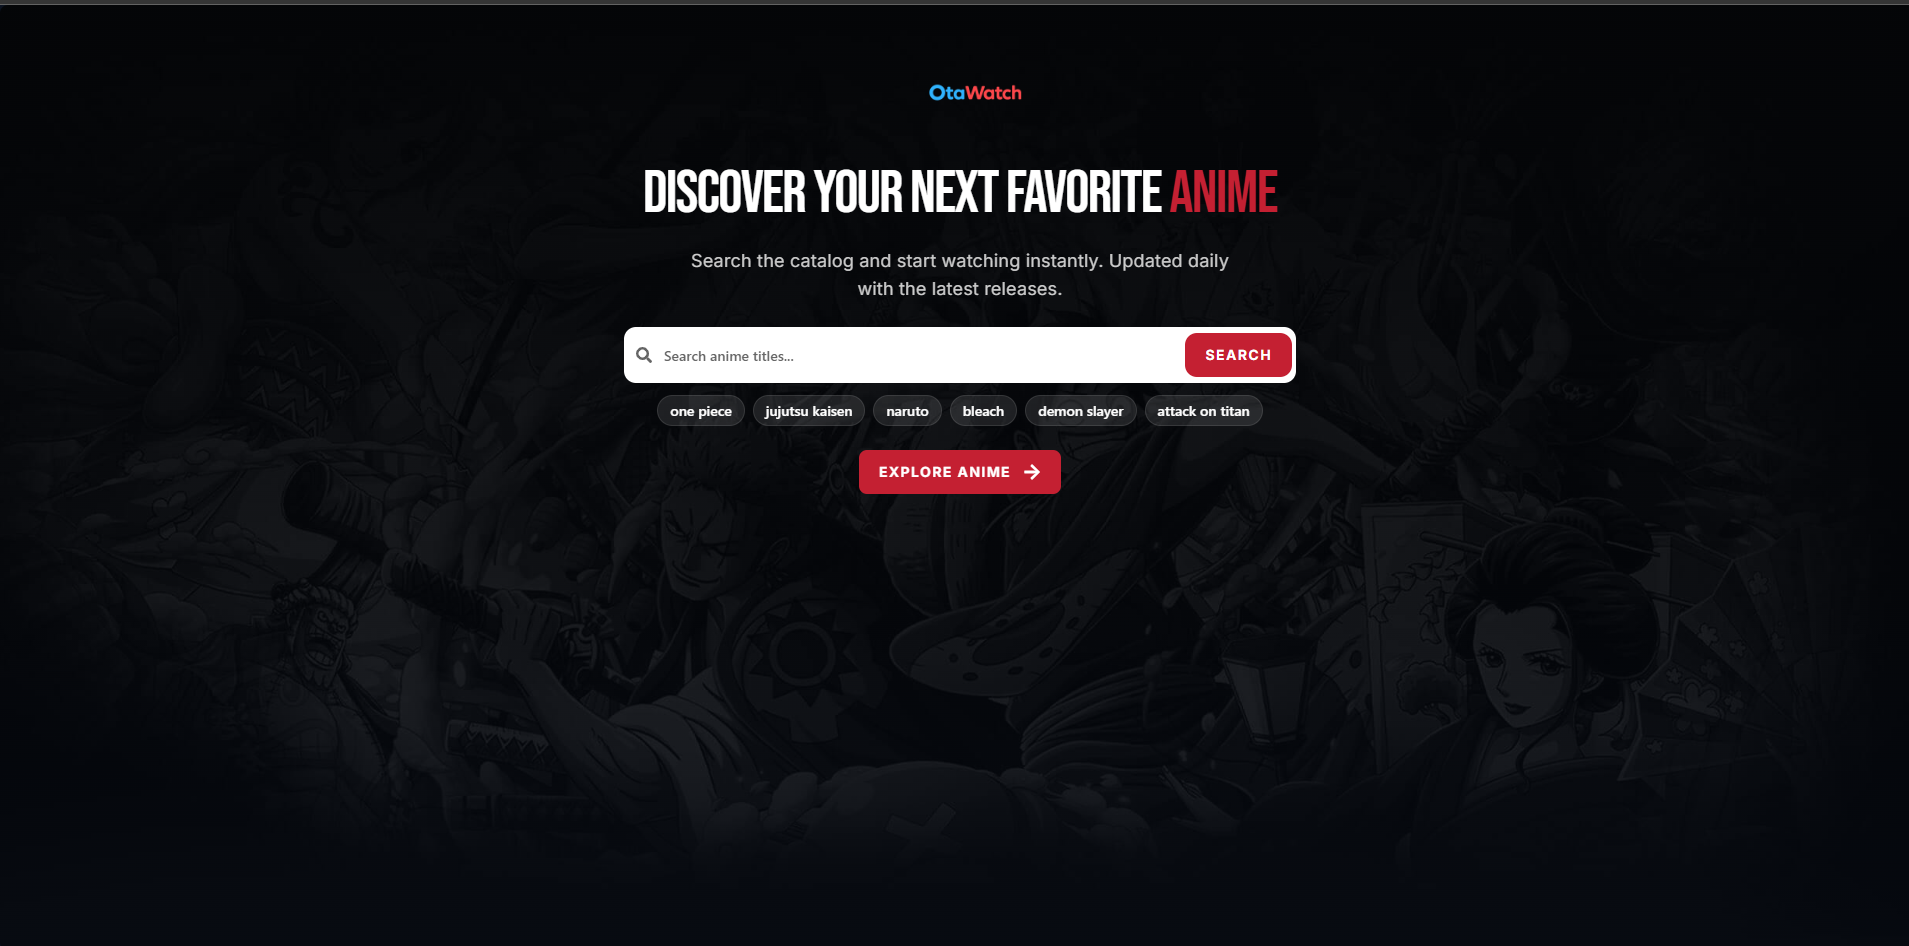 OtaWatch
DISCOVER YOUR NEXT FAVORITE ANIME
Search the catalog and start watching instantly. Updated daily
with the latest releases.
Search anime titles...
SEARCH
one piece
jujutsu kaisen
naruto
bleach
demon slayer
attack on titan
EXPLORE ANIME